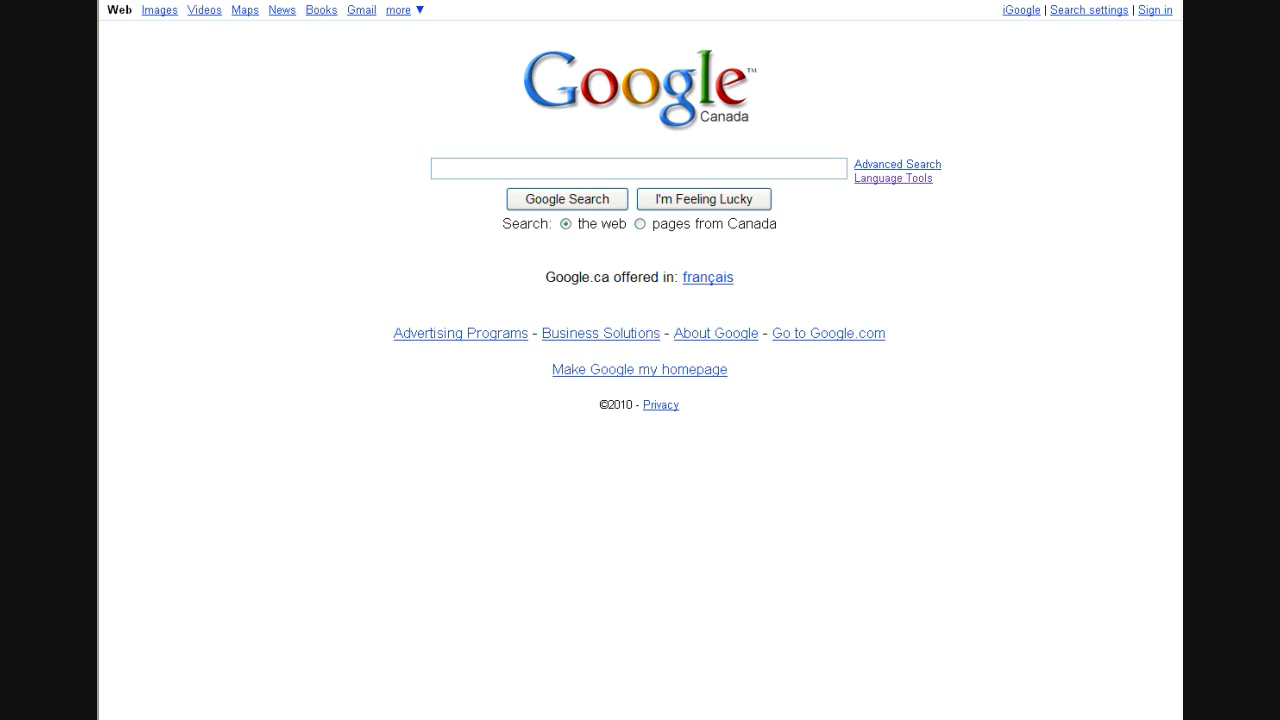 Web Images Videos Maps News Books Gmail more ▼ iGoogle | Search settings | Sign in
Google™
Canada
Advanced Search
Language Tools
Google Search I'm Feeling Lucky
Search: the web pages from Canada
Google.ca offered in: français
Advertising Programs - Business Solutions - About Google - Go to Google.com
Make Google my homepage
©2010 - Privacy